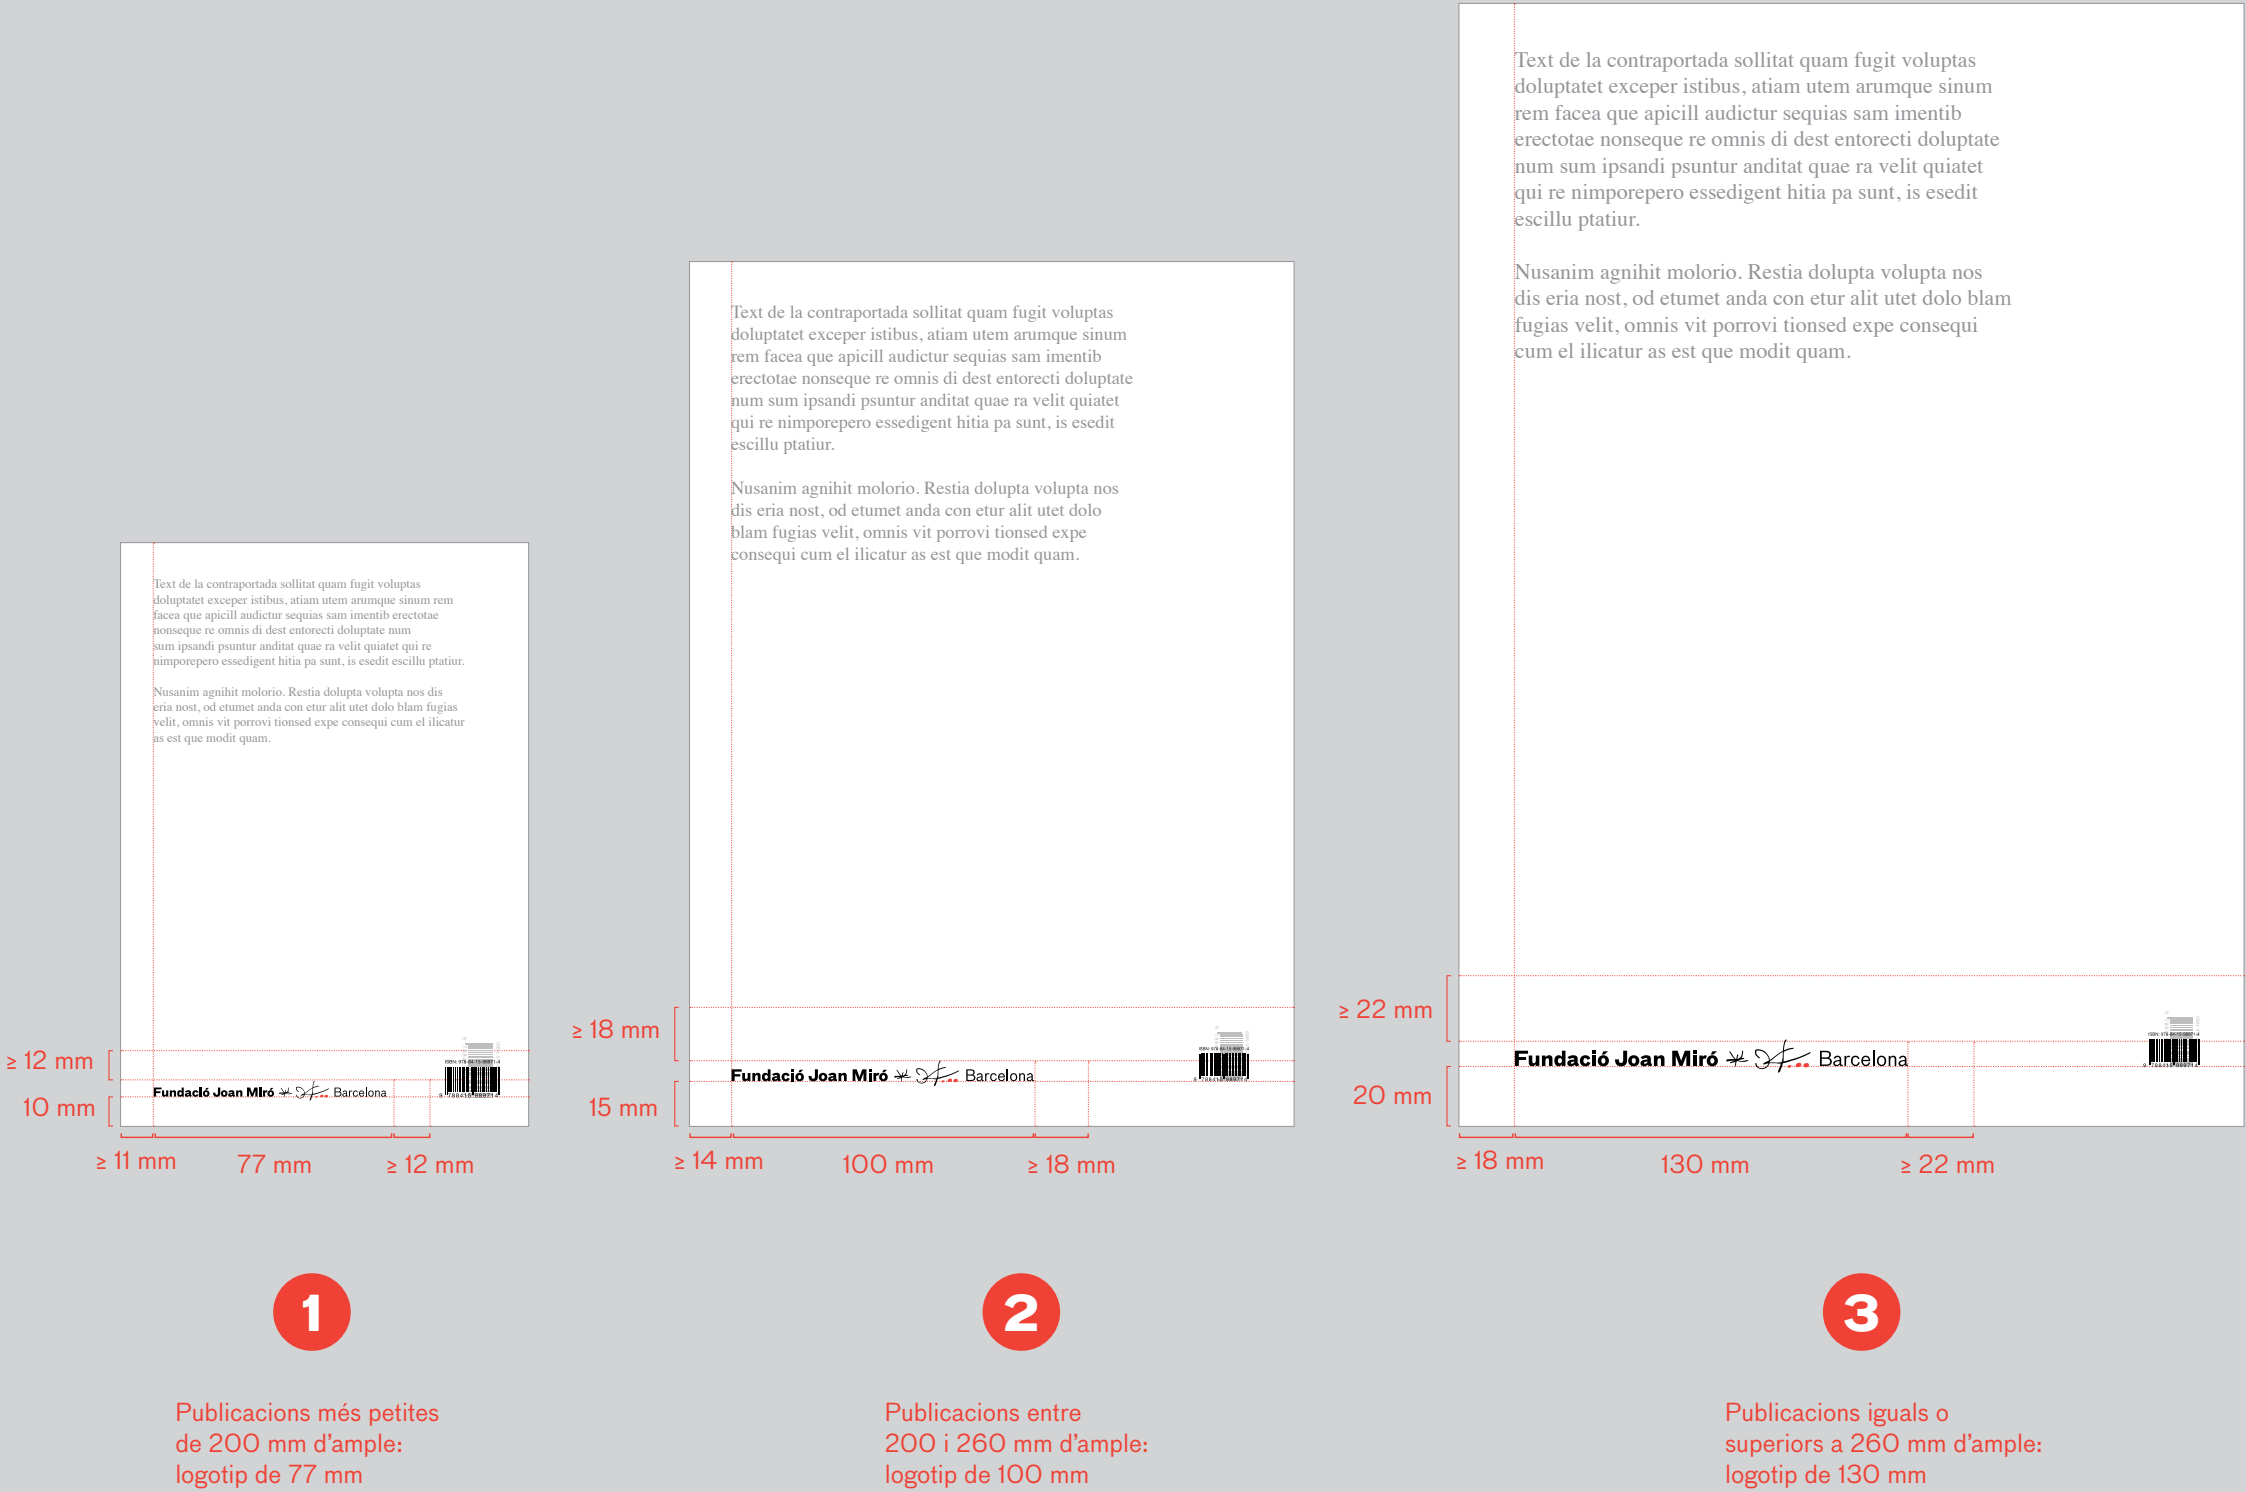 Text de la contraportada sollitat quam fugit voluptas
doluptatet exceper istibus, atiam utem arumque sinum rem
facea que apicill audictur sequias sam imentib erectotae
nonseque re omnis di dest entorecti doluptate num
sum ipsandi psuntur anditat quae ra velit quiatet qui re
nimporepero essedigent hitia pa sunt, is esedit escillu ptatiur.
Nusanim agnihit molorio. Restia dolupta volupta nos dis
eria nost, od etumet anda con etur alit utet dolo blam fugias
velit, omnis vit porrovi tionsed expe consequi cum el ilicatur
as est que modit quam.
≥ 12 mm
10 mm
ISBN: 978-84-15-98971-4
Fundació Joan Miró Barcelona
≥ 11 mm
77 mm
≥ 12 mm
1
Publicacions més petites
de 200 mm d’ample:
logotip de 77 mm
Text de la contraportada sollitat quam fugit voluptas
doluptatet exceper istibus, atiam utem arumque sinum
rem facea que apicill audictur sequias sam imentib
erectotae nonseque re omnis di dest entorecti doluptate
num sum ipsandi psuntur anditat quae ra velit quiatet
qui re nimporepero essedigent hitia pa sunt, is esedit
escillu ptatiur.
Nusanim agnihit molorio. Restia dolupta volupta nos
dis eria nost, od etumet anda con etur alit utet dolo
blam fugias velit, omnis vit porrovi tionsed expe
consequi cum el ilicatur as est que modit quam.
≥ 18 mm
15 mm
Fundació Joan Miró Barcelona
≥ 14 mm
100 mm
≥ 18 mm
2
Publicacions entre
200 i 260 mm d’ample:
logotip de 100 mm
Text de la contraportada sollitat quam fugit voluptas
doluptatet exceper istibus, atiam utem arumque sinum
rem facea que apicill audictur sequias sam imentib
erectotae nonseque re omnis di dest entorecti doluptate
num sum ipsandi psuntur anditat quae ra velit quiatet
qui re nimporepero essedigent hitia pa sunt, is esedit
escillu ptatiur.
Nusanim agnihit molorio. Restia dolupta volupta nos
dis eria nost, od etumet anda con etur alit utet dolo blam
fugias velit, omnis vit porrovi tionsed expe consequi
cum el ilicatur as est que modit quam.
≥ 22 mm
20 mm
ISBN: 978-84-15-98971-4
Fundació Joan Miró Barcelona
≥ 18 mm
130 mm
≥ 22 mm
3
Publicacions iguals o
superiors a 260 mm d’ample:
logotip de 130 mm